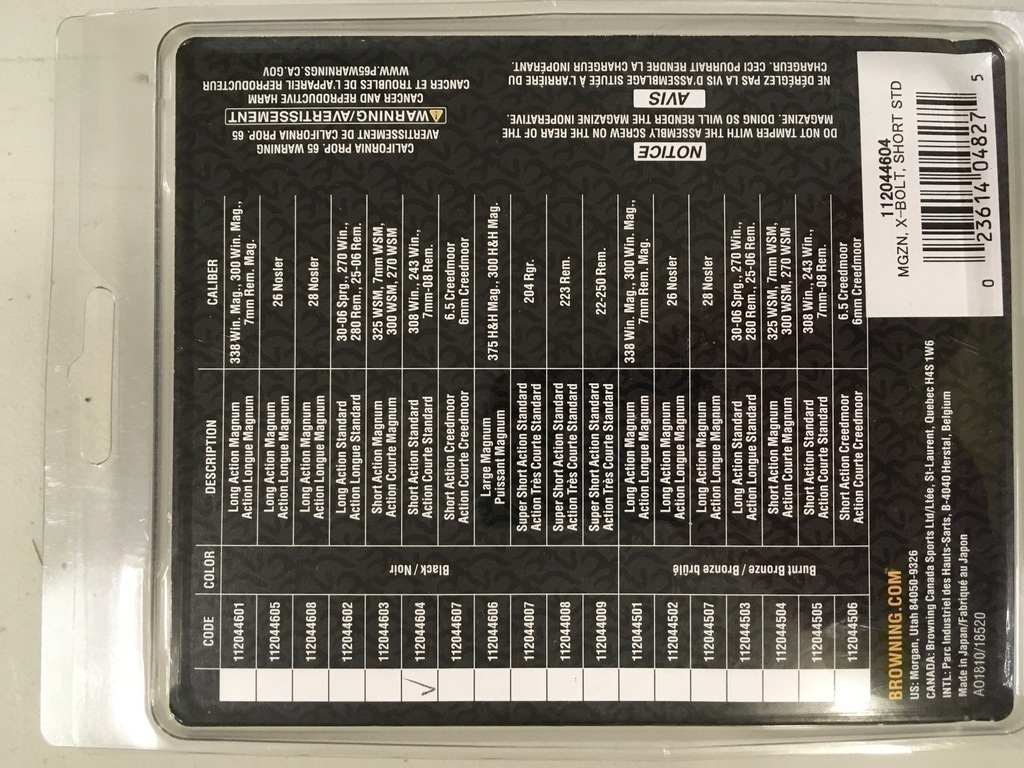 CODE COLOR DESCRIPTION CALIBER
112044601 Long Action Magnum 338 Win. Mag., 300 Win. Mag.,
Action Longue Magnum 7mm Rem. Mag.
112044605 Long Action Magnum 26 Nosler
Action Longue Magnum
112044608 Long Action Magnum 28 Nosler
Action Longue Magnum
112044602 Long Action Standard 30-06 Sprg., 270 Win.,
Action Longue Standard 280 Rem., 25-06 Rem.
112044603 Short Action Magnum 325 WSM, 7mm WSM,
Action Courte Magnum 300 WSM, 270 WSM
112044604 Short Action Standard 308 Win., 243 Win.,
Action Courte Standard 7mm-08 Rem.
112044607 Short Action Creedmoor 6.5 Creedmoor
Action Courte Creedmoor 6mm Creedmoor
112044606 Large Magnum 375 H&H Mag., 300 H&H Mag.
Puissant Magnum
112044007 Super Short Action Standard 204 Rgr.
Action Très Courte Standard
112044008 Super Short Action Standard 223 Rem.
Action Très Courte Standard
112044009 Super Short Action Standard 22-250 Rem.
Action Très Courte Standard
Black / Noir
112044501 Long Action Magnum 338 Win. Mag., 300 Win. Mag.,
Action Longue Magnum 7mm Rem. Mag.
112044502 Long Action Magnum 26 Nosler
Action Longue Magnum
112044507 Long Action Magnum 28 Nosler
Action Longue Magnum
112044503 Long Action Standard 30-06 Sprg., 270 Win.,
Action Longue Standard 280 Rem., 25-06 Rem.
112044504 Short Action Magnum 325 WSM, 7mm WSM,
Action Courte Magnum 300 WSM, 270 WSM
112044505 Short Action Standard 308 Win., 243 Win.,
Action Courte Standard 7mm-08 Rem.
112044506 Short Action Creedmoor 6.5 Creedmoor
Action Courte Creedmoor 6mm Creedmoor
Burnt Bronze / Bronze brûlé
BROWNING.COM
US: Morgan, Utah 84050-9326
CANADA: Browning Canada Sports Ltd/Ltée, St-Laurent, Quebec H4S 1W6
INTL: Parc Industriel des Hauts-Sarts, B-4040 Herstal, Belgium
Made in Japan/Fabriqué au Japon
A01810/18520
112044604
MGZN, X-BOLT, SHORT STD
0 23614 04827 5
NOTICE
DO NOT TAMPER WITH THE ASSEMBLY SCREW ON THE REAR OF THE
MAGAZINE. DOING SO WILL RENDER THE MAGAZINE INOPERATIVE.
AVIS
NE DÉRÉGLEZ PAS LA VIS D'ASSEMBLAGE SITUÉE À L'ARRIÈRE DU
CHARGEUR. CECI POURRAIT RENDRE LA CHARGEUR INOPÉRANT.
CALIFORNIA PROP. 65 WARNING
AVERTISSEMENT DE CALIFORNIA PROP. 65
⚠WARNING/AVERTISSEMENT
CANCER AND REPRODUCTIVE HARM
CANCER ET TROUBLES DE L'APPAREIL REPRODUCTEUR
WWW.P65WARNINGS.CA.GOV